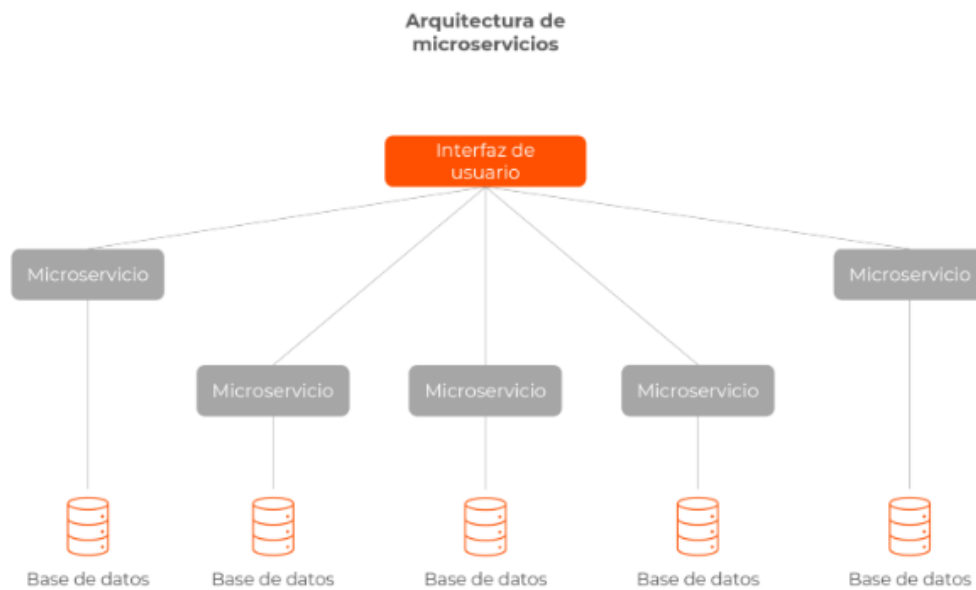 Arquitectura de
microservicios
Interfaz de
usuario
Microservicio
Microservicio
Microservicio
Microservicio
Microservicio
Base de datos
Base de datos
Base de datos
Base de datos
Base de datos